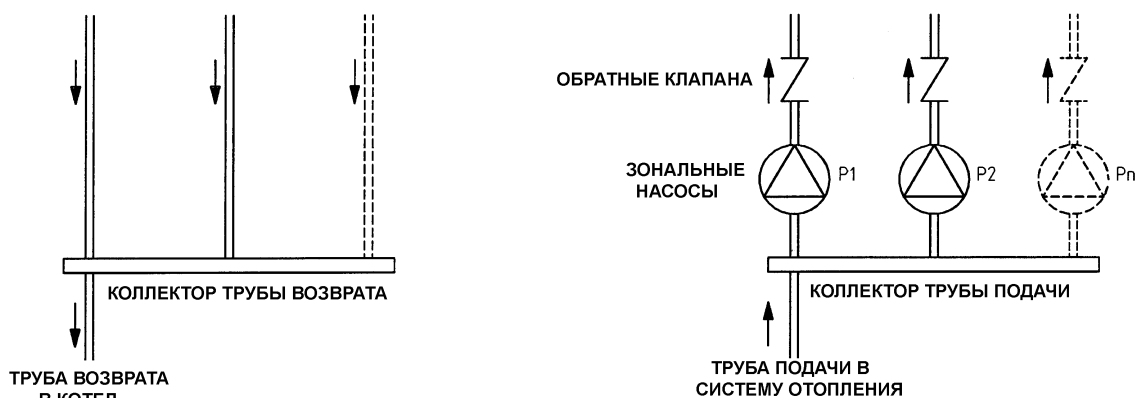 ОБРАТНЫЕ КЛАПАНА
ЗОНАЛЬНЫЕ
НАСОСЫ
P1
P2
Pn
КОЛЛЕКТОР ТРУБЫ ВОЗВРАТА
КОЛЛЕКТОР ТРУБЫ ПОДАЧИ
ТРУБА ВОЗВРАТА
В КОТЕЛ
ТРУБА ПОДАЧИ В
СИСТЕМУ ОТОПЛЕНИЯ